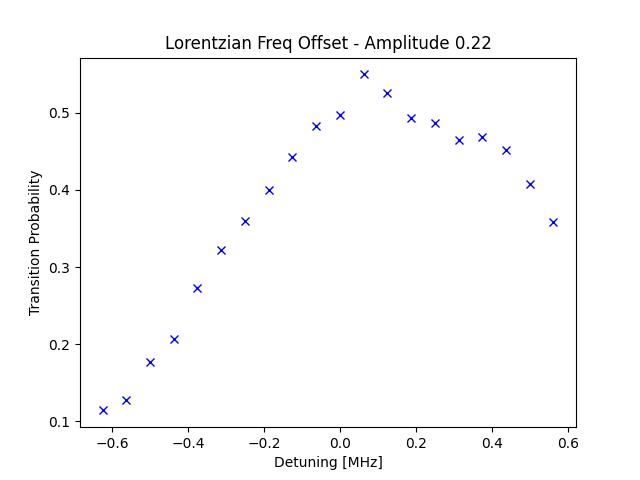 Lorentzian Freq Offset - Amplitude 0.22
Transition Probability
0.5
0.4
0.3
0.2
0.1
−0.6 −0.4 −0.2 0.0 0.2 0.4 0.6
Detuning [MHz]